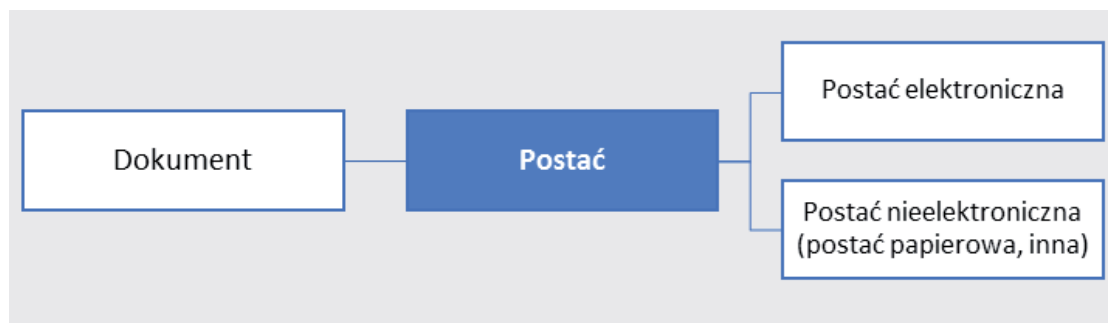 Dokument
Postać
Postać elektroniczna
Postać nieelektroniczna
(postać papierowa, inna)